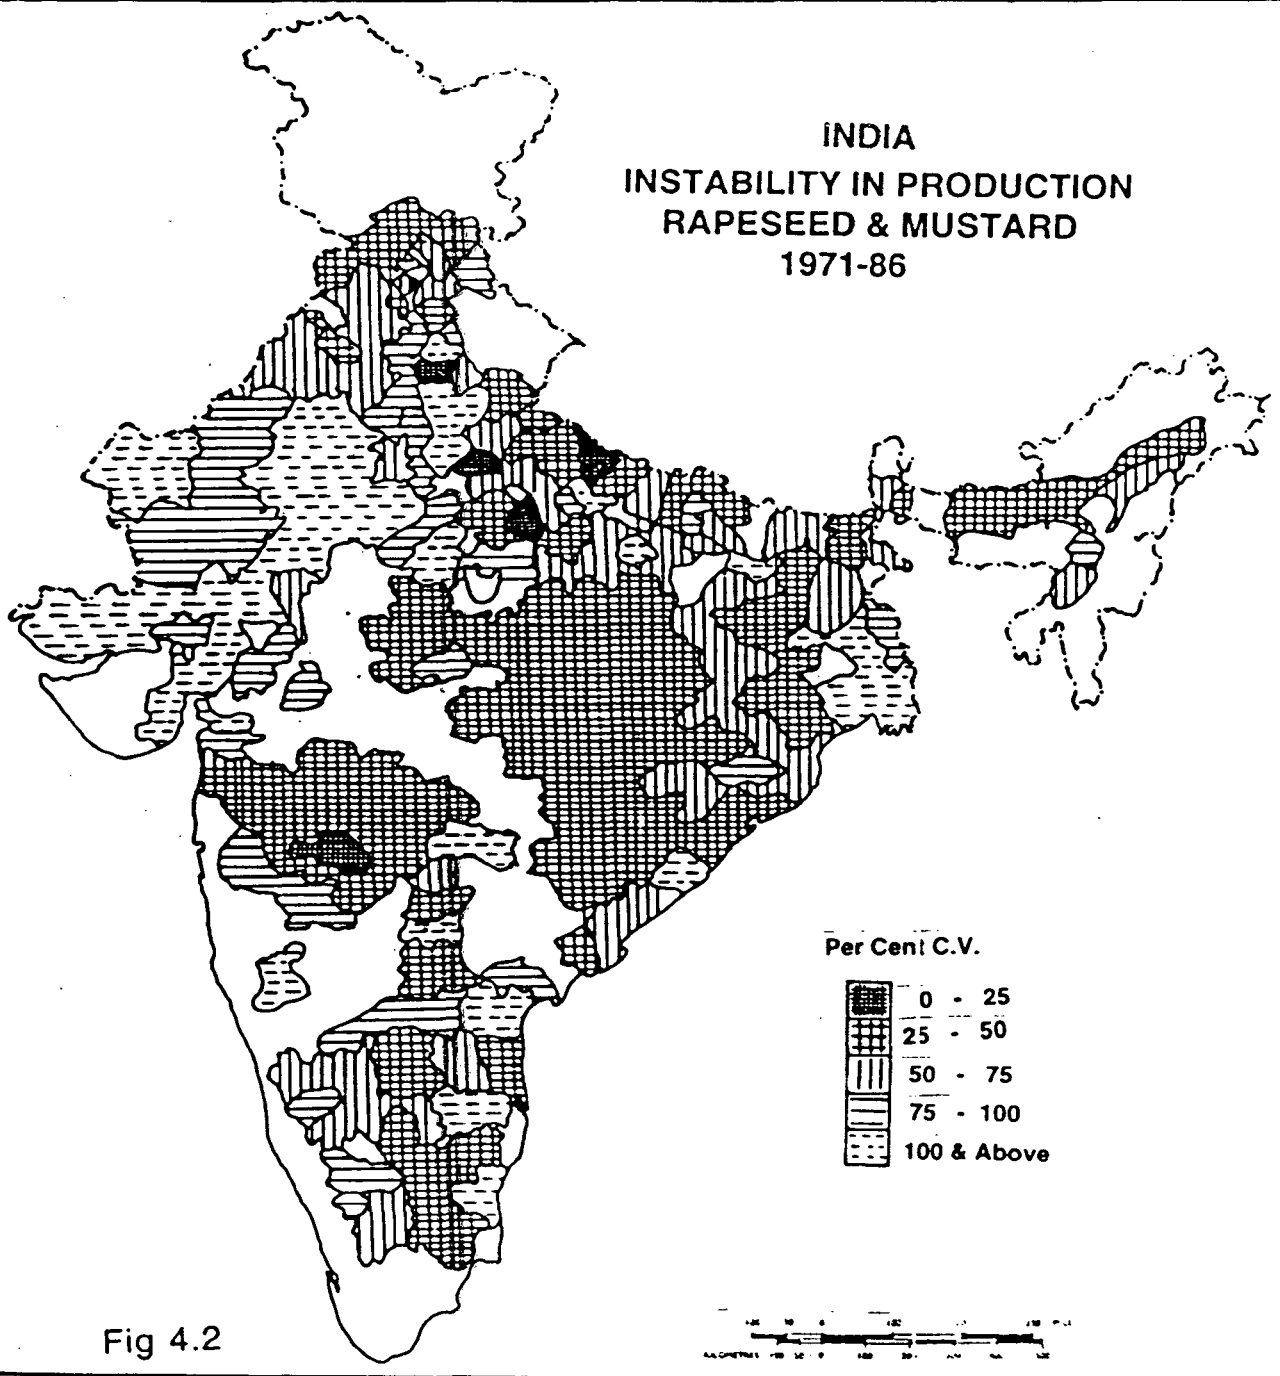 INDIA
INSTABILITY IN PRODUCTION
RAPESEED & MUSTARD
1971-86
Per Cent C.V.
0 - 25
25 - 50
50 - 75
75 - 100
100 & Above
Fig 4.2
KILOMETRES